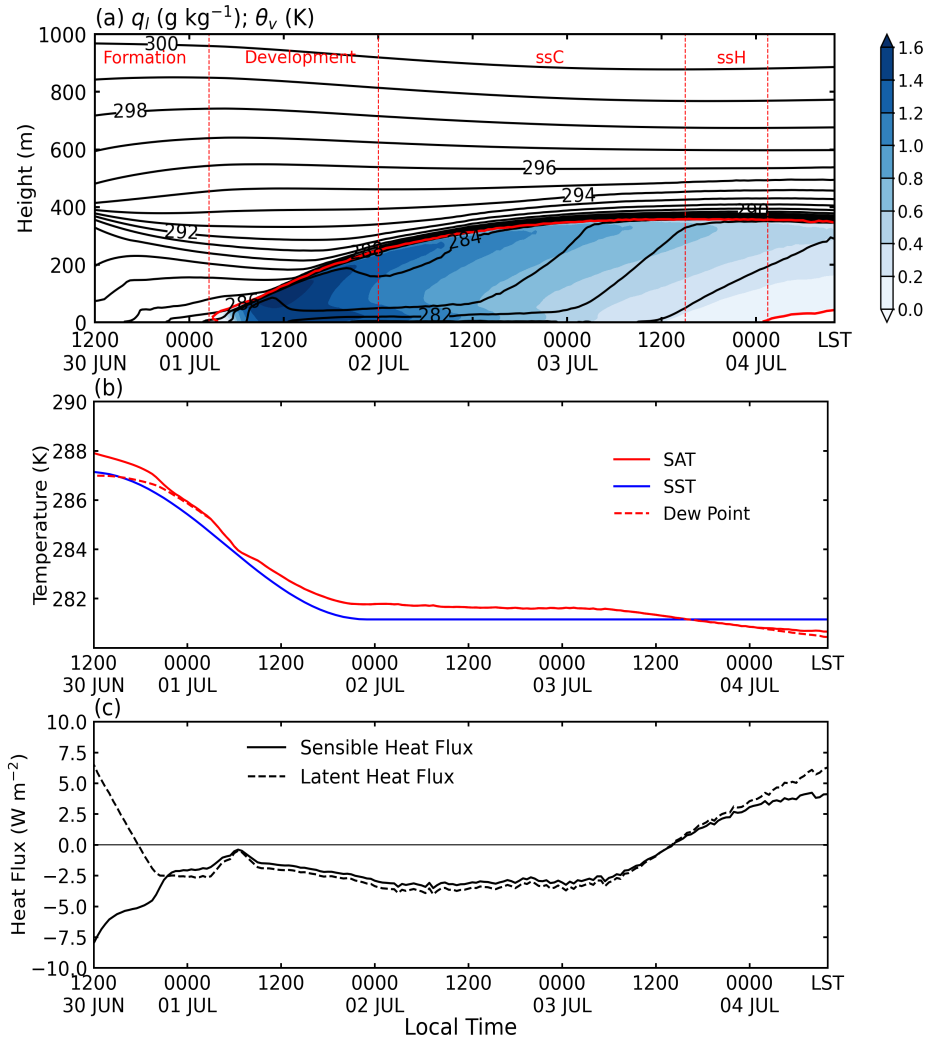 (a) q_l (g kg⁻¹); θ_v (K)
1000
800
600
400
200
0
Height (m)
Formation
Development
ssC
ssH
300
298
296
294
292
290
288
286
284
282
1.6
1.4
1.2
1.0
0.8
0.6
0.4
0.2
0.0
1200 0000 1200 0000 1200 0000 1200 0000 LST
30 JUN 01 JUL 02 JUL 03 JUL 04 JUL
(b)
290
288
286
284
282
Temperature (K)
SAT
SST
Dew Point
1200 0000 1200 0000 1200 0000 1200 0000 LST
30 JUN 01 JUL 02 JUL 03 JUL 04 JUL
(c)
10.0
7.5
5.0
2.5
0.0
−2.5
−5.0
−7.5
−10.0
Heat Flux (W m⁻²)
Sensible Heat Flux
Latent Heat Flux
1200 0000 1200 0000 1200 0000 1200 0000 LST
30 JUN 01 JUL 02 JUL 03 JUL 04 JUL
Local Time